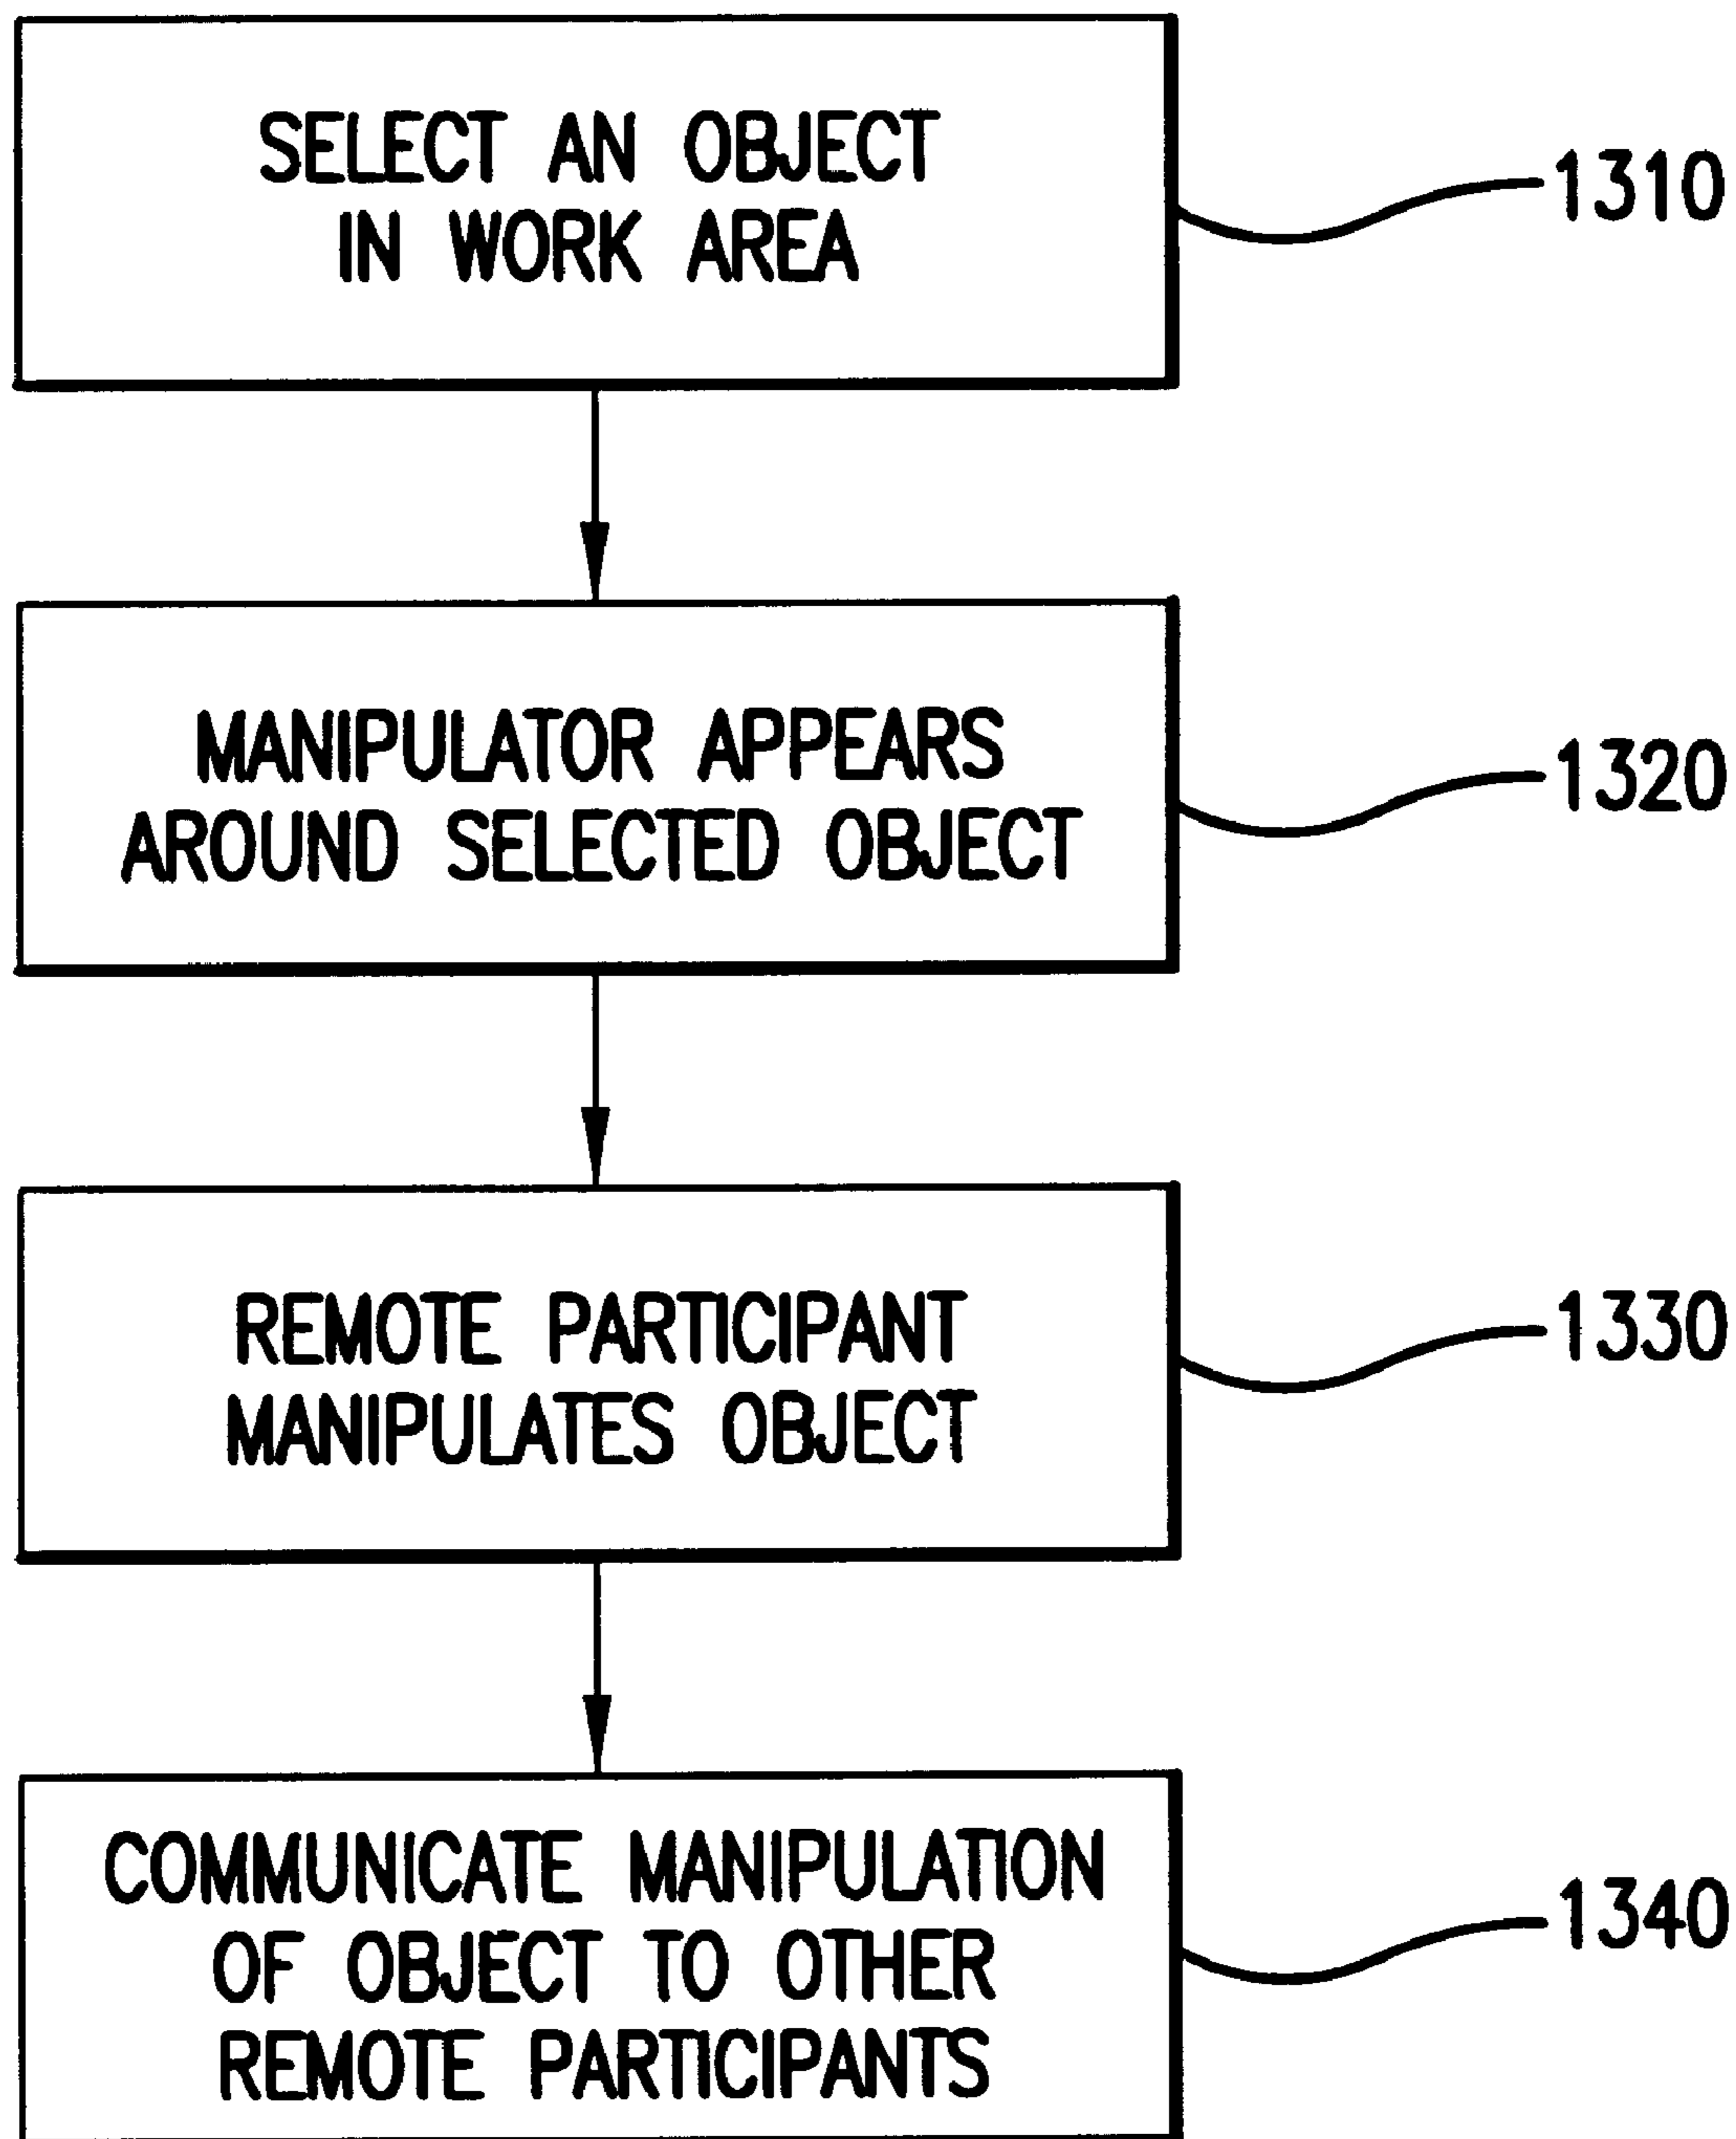 SELECT AN OBJECT
IN WORK AREA
1310
MANIPULATOR APPEARS
AROUND SELECTED OBJECT
1320
REMOTE PARTICIPANT
MANIPULATES OBJECT
1330
COMMUNICATE MANIPULATION
OF OBJECT TO OTHER
REMOTE PARTICIPANTS
1340